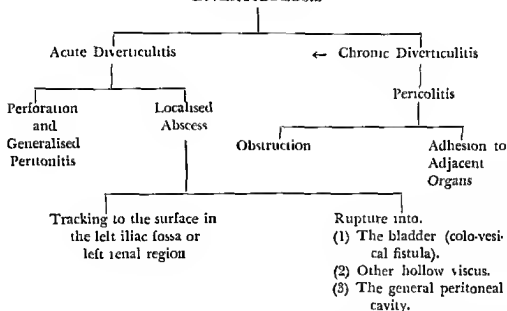 Acute Diverticulitis
← Chronic Diverticulitis
Pericolitis
Perforation
and
Generalised
Peritonitis
Localised
Abscess
Obstruction
Adhesion to
Adjacent
Organs
Tracking to the surface in
the left iliac fossa or
left renal region
Rupture into.
(1) The bladder (colo-vesi-
cal fistula).
(2) Other hollow viscus.
(3) The general peritoneal
cavity.